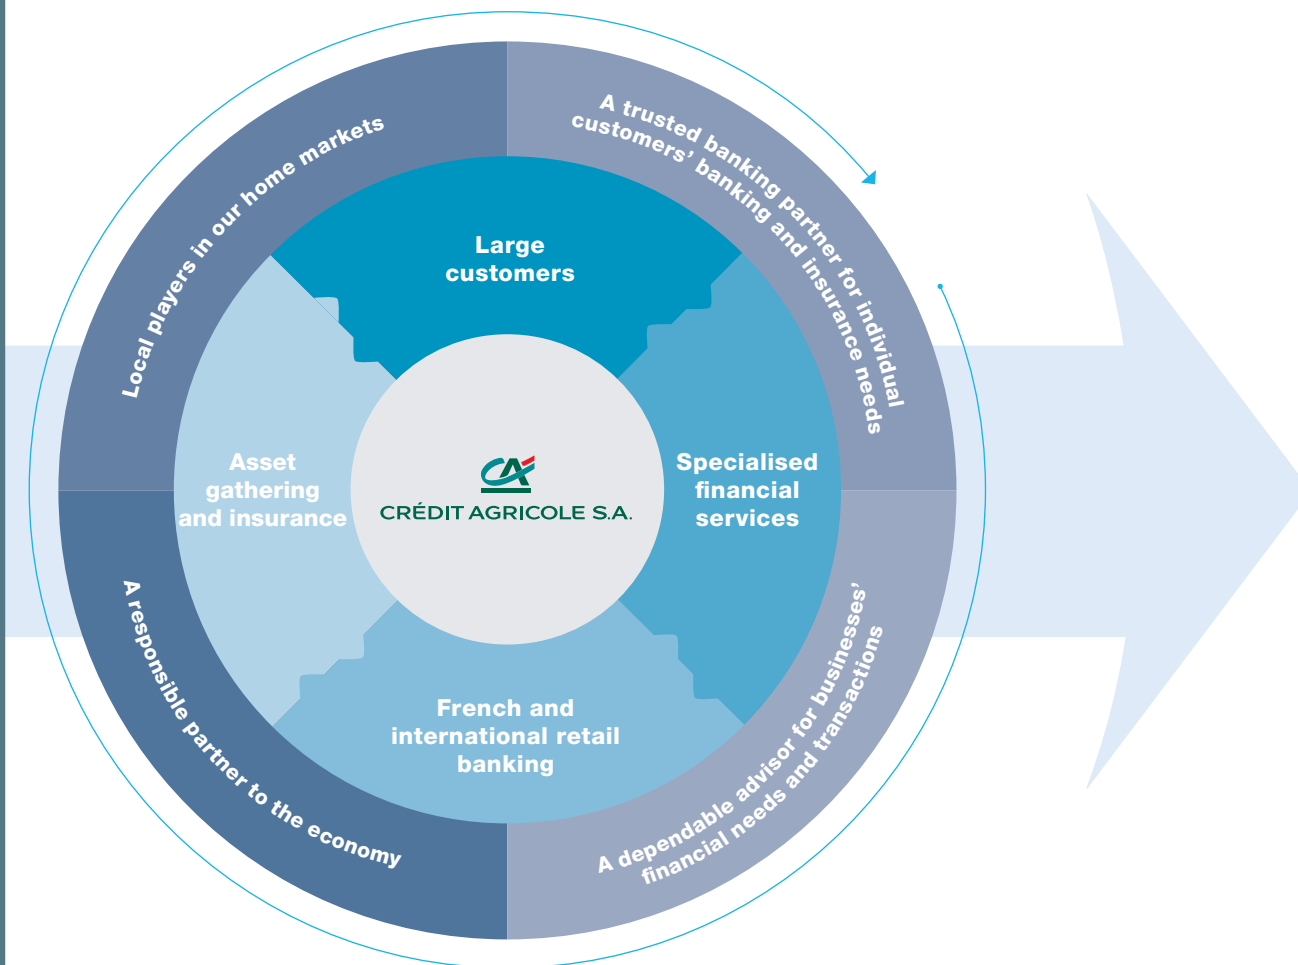 Local players in our home markets
A trusted banking partner for individual
customers’ banking and insurance needs
Large
customers
Asset
gathering
and insurance
CRÉDIT AGRICOLE S.A.
Specialised
financial
services
French and
international retail
banking
A responsible partner to the economy
A dependable advisor for businesses’
financial needs and transactions